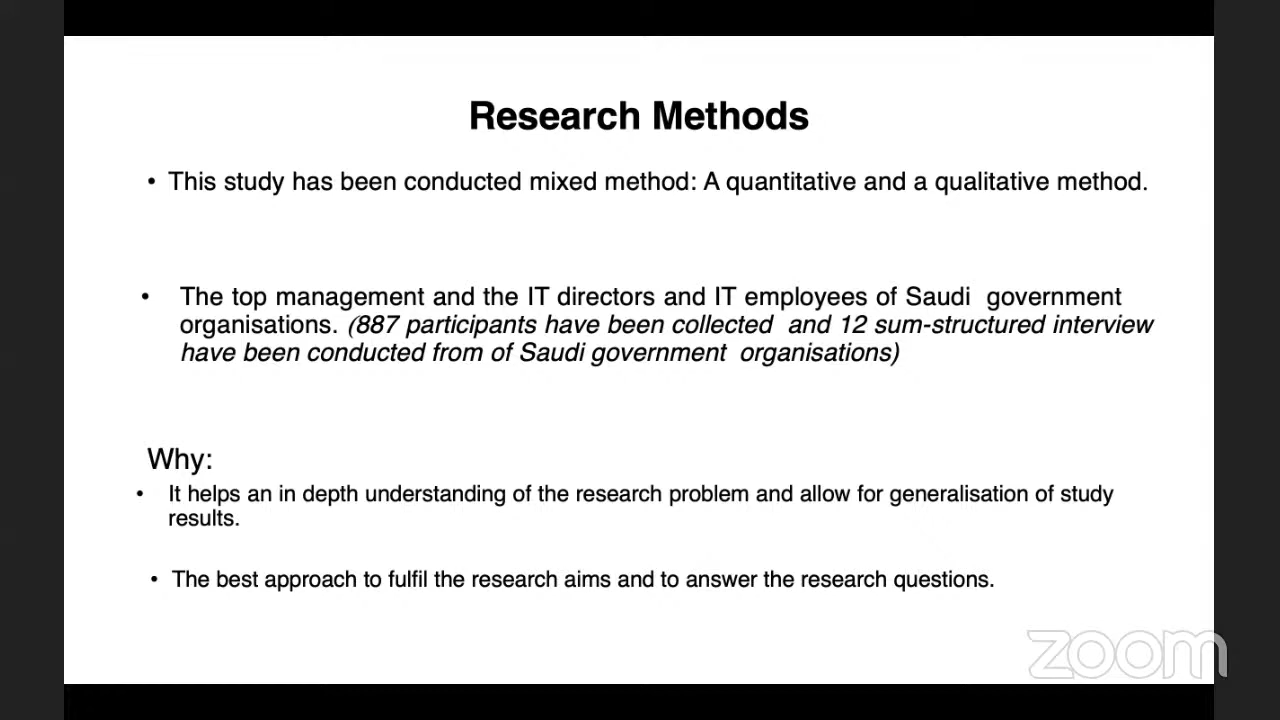 Research Methods
• This study has been conducted mixed method: A quantitative and a qualitative method.
• The top management and the IT directors and IT employees of Saudi government
organisations. (887 participants have been collected and 12 sum-structured interview
have been conducted from of Saudi government organisations)
Why:
• It helps an in depth understanding of the research problem and allow for generalisation of study
results.
• The best approach to fulfil the research aims and to answer the research questions.
zoom